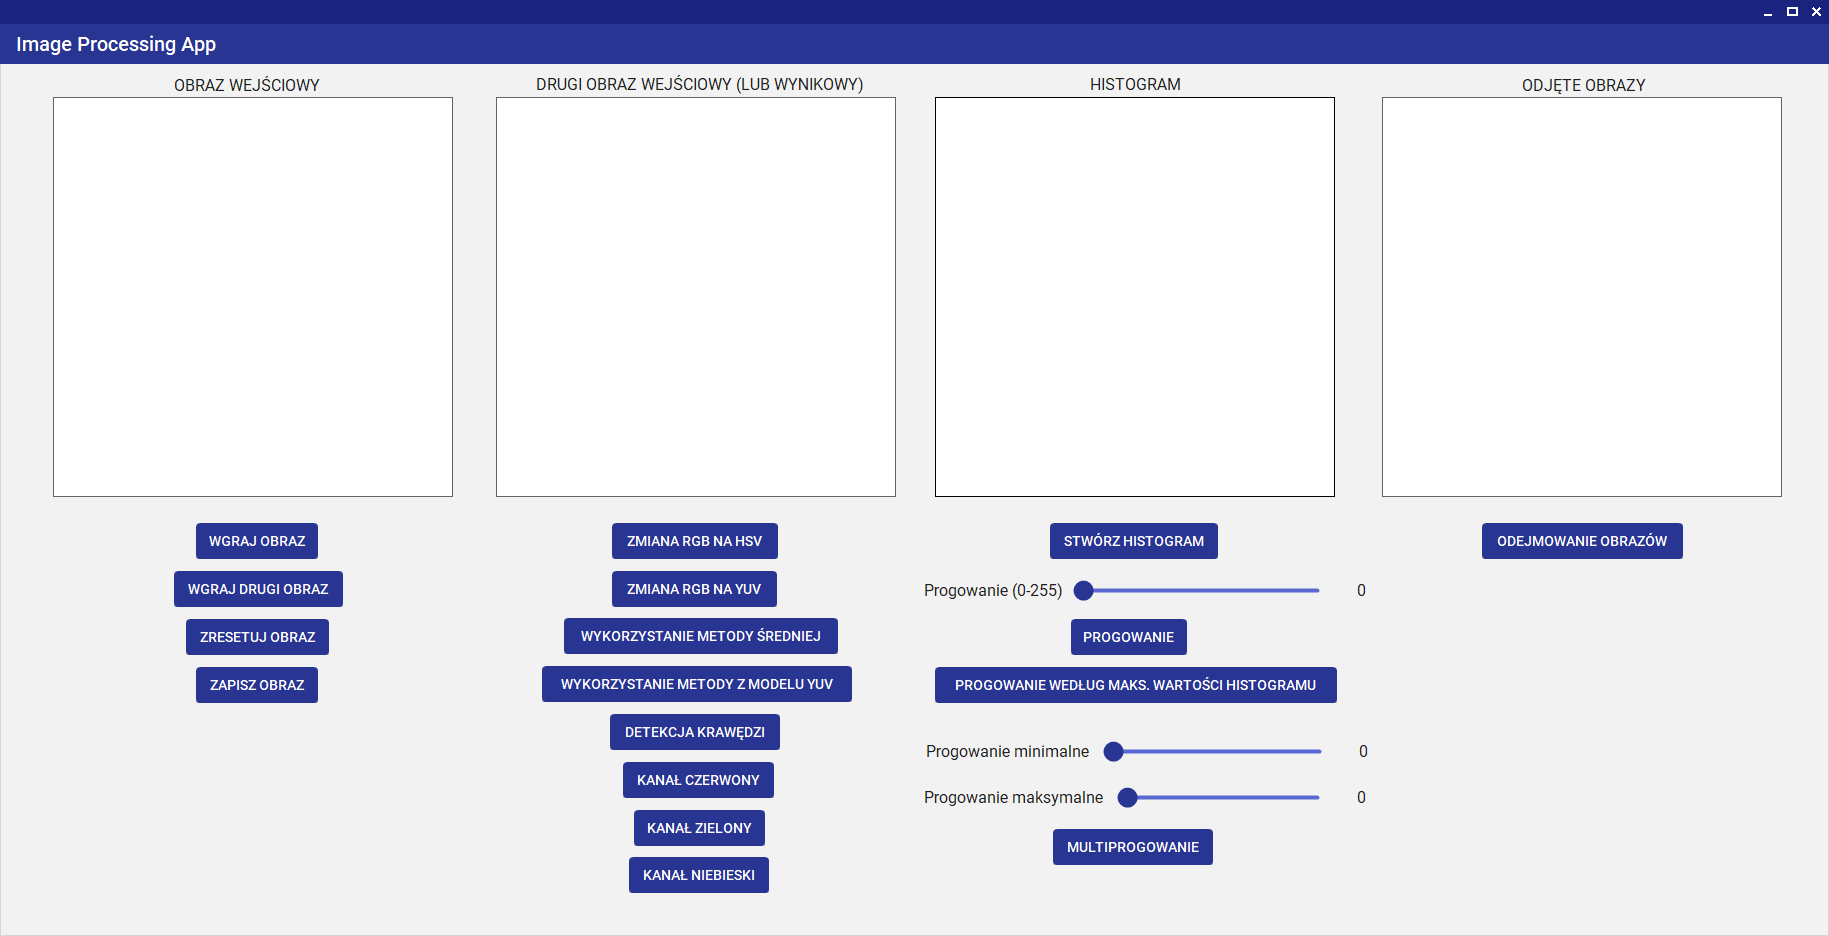 Image Processing App
OBRAZ WEJŚCIOWY
DRUGI OBRAZ WEJŚCIOWY (LUB WYNIKOWY)
HISTOGRAM
ODJĘTE OBRAZY
WGRAJ OBRAZ
WGRAJ DRUGI OBRAZ
ZRESETUJ OBRAZ
ZAPISZ OBRAZ
ZMIANA RGB NA HSV
ZMIANA RGB NA YUV
WYKORZYSTANIE METODY ŚREDNIEJ
WYKORZYSTANIE METODY Z MODELU YUV
DETEKCJA KRAWĘDZI
KANAŁ CZERWONY
KANAŁ ZIELONY
KANAŁ NIEBIESKI
STWÓRZ HISTOGRAM
Progowanie (0-255) 0
PROGOWANIE
PROGOWANIE WEDŁUG MAKS. WARTOŚCI HISTOGRAMU
Progowanie minimalne 0
Progowanie maksymalne 0
MULTIPROGOWANIE
ODEJMOWANIE OBRAZÓW